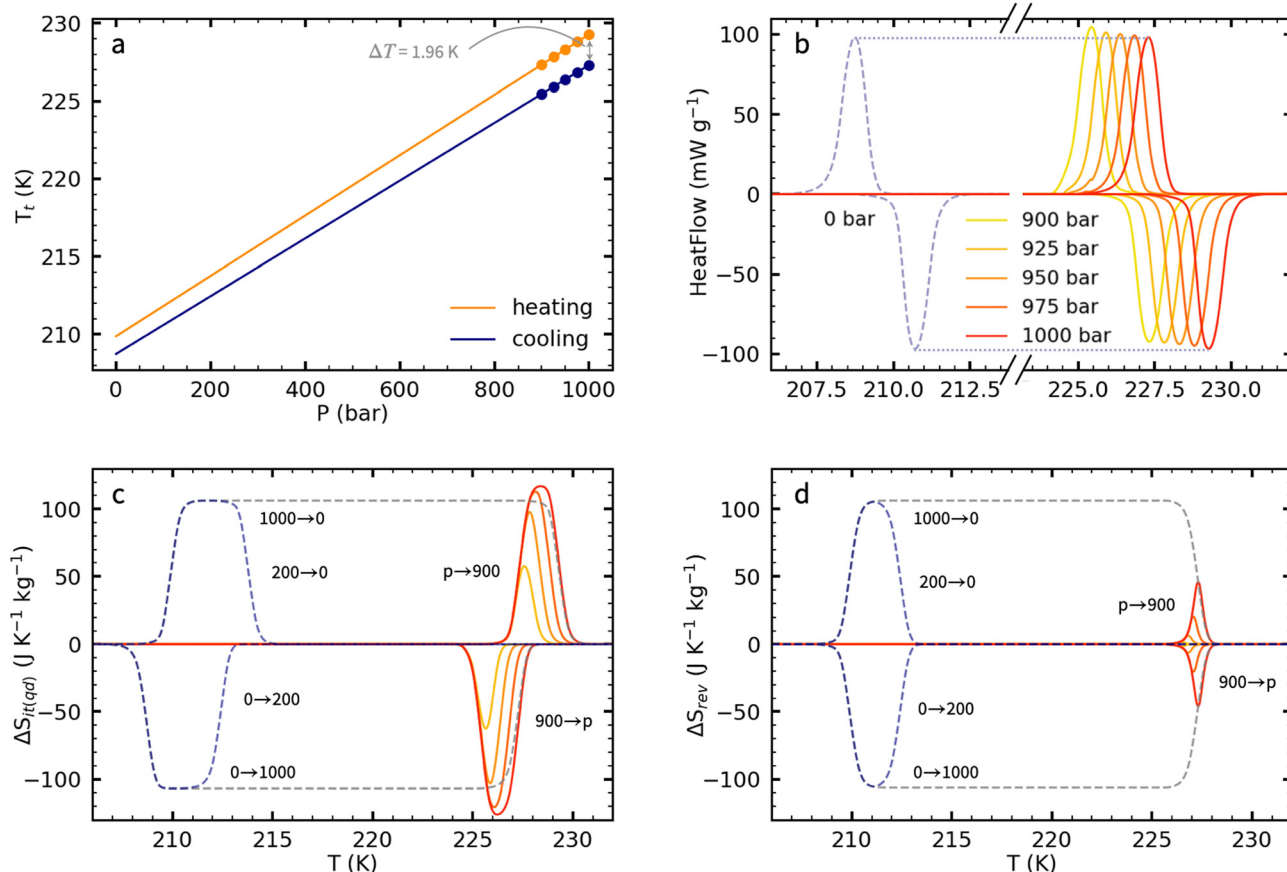 a
ΔT = 1.96 K
230
225
220
215
210
T_t (K)
heating
cooling
0 200 400 600 800 1000
P (bar)
b
100
50
0
−50
−100
HeatFlow (mW g⁻¹)
0 bar
900 bar
925 bar
950 bar
975 bar
1000 bar
207.5 210.0 212.5 225.0 227.5 230.0
c
100
50
0
−50
−100
ΔS_it(qd) (J K⁻¹ kg⁻¹)
1000→0
200→0
p→900
0→200
900→p
0→1000
210 215 220 225 230
T (K)
d
100
50
0
−50
−100
ΔS_rev (J K⁻¹ kg⁻¹)
1000→0
200→0
p→900
900→p
0→200
0→1000
210 215 220 225 230
T (K)